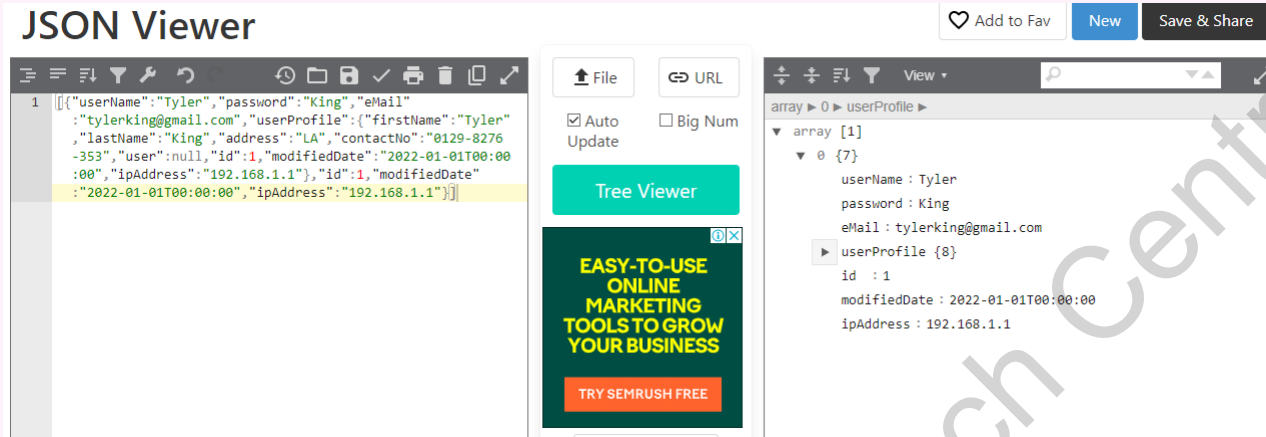 JSON Viewer
Add to Fav
New
Save & Share
1 [{"userName":"Tyler","password":"King","eMail"
:"tylerking@gmail.com","userProfile":{"firstName":"Tyler"
,"lastName":"King","address":"LA","contactNo":"0129-8276
-353","user":null,"id":1,"modifiedDate":"2022-01-01T00:00
:00","ipAddress":"192.168.1.1"},"id":1,"modifiedDate"
:"2022-01-01T00:00:00","ipAddress":"192.168.1.1"}]
File
URL
Auto
Update
Big Num
Tree Viewer
EASY-TO-USE
ONLINE
MARKETING
TOOLS TO GROW
YOUR BUSINESS
TRY SEMRUSH FREE
View
array ► 0 ► userProfile ►
array [1]
0 {7}
userName : Tyler
password : King
eMail : tylerking@gmail.com
userProfile {8}
id : 1
modifiedDate : 2022-01-01T00:00:00
ipAddress : 192.168.1.1